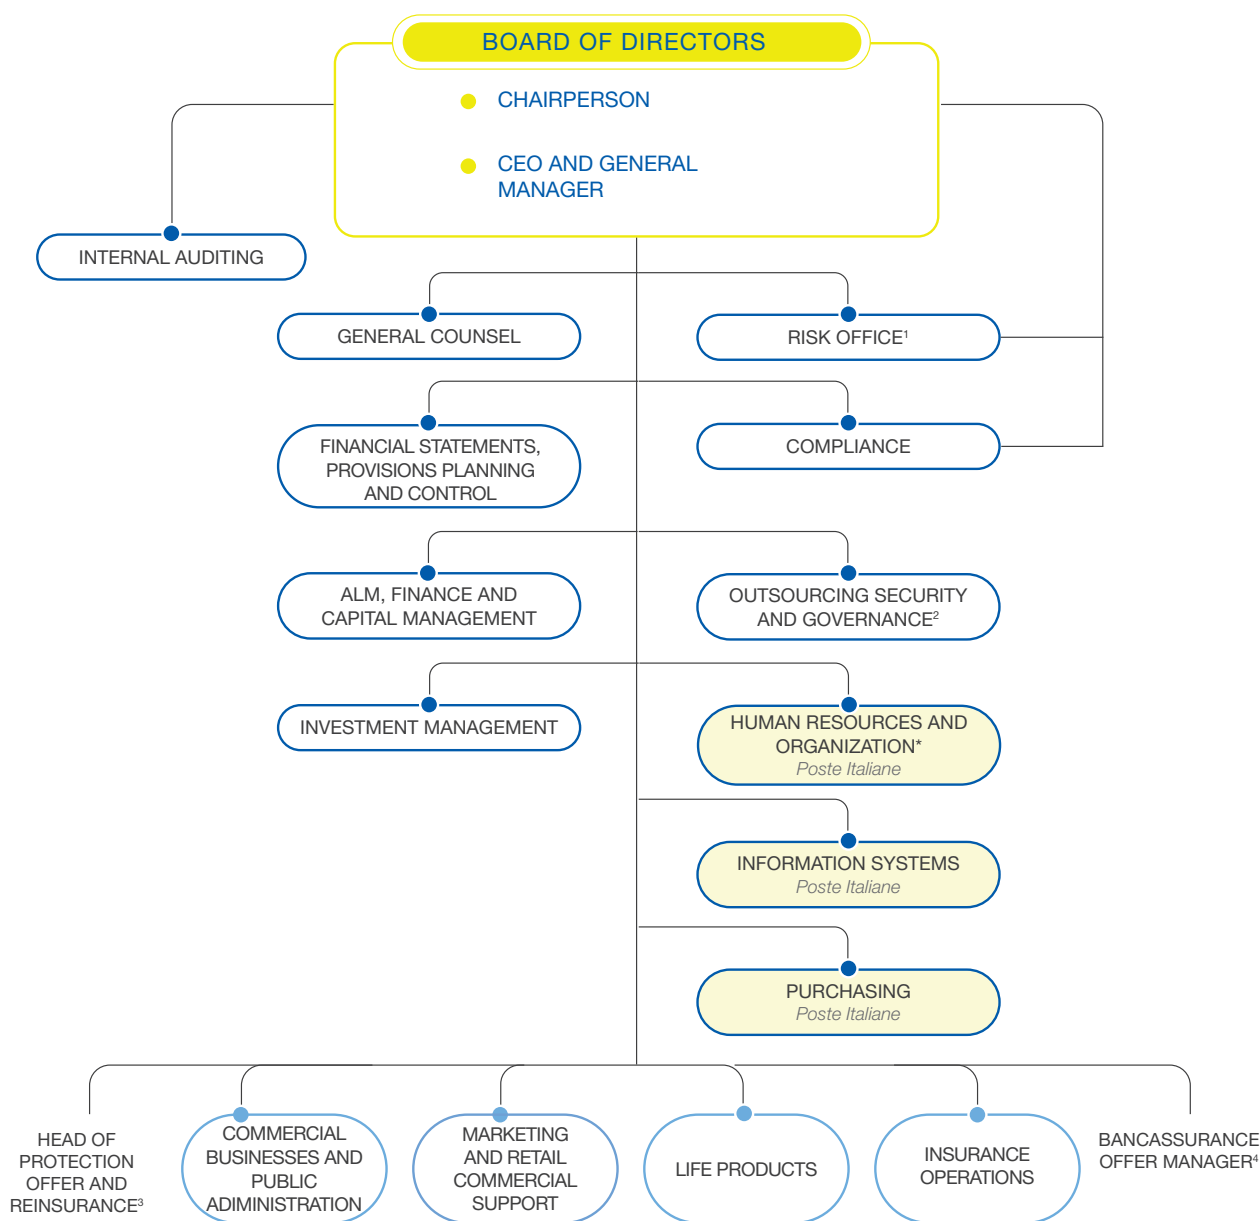 BOARD OF DIRECTORS
CHAIRPERSON
CEO AND GENERAL
MANAGER
INTERNAL AUDITING
GENERAL COUNSEL
RISK OFFICE¹
FINANCIAL STATEMENTS,
PROVISIONS PLANNING
AND CONTROL
COMPLIANCE
ALM, FINANCE AND
CAPITAL MANAGEMENT
OUTSOURCING SECURITY
AND GOVERNANCE²
INVESTMENT MANAGEMENT
HUMAN RESOURCES AND
ORGANIZATION*
Poste Italiane
INFORMATION SYSTEMS
Poste Italiane
PURCHASING
Poste Italiane
HEAD OF
PROTECTION
OFFER AND
REINSURANCE³
COMMERCIAL
BUSINESSES AND
PUBLIC
ADIMINISTRATION
MARKETING
AND RETAIL
COMMERCIAL
SUPPORT
LIFE PRODUCTS
INSURANCE
OPERATIONS
BANCASSURANCE
OFFER MANAGER⁴